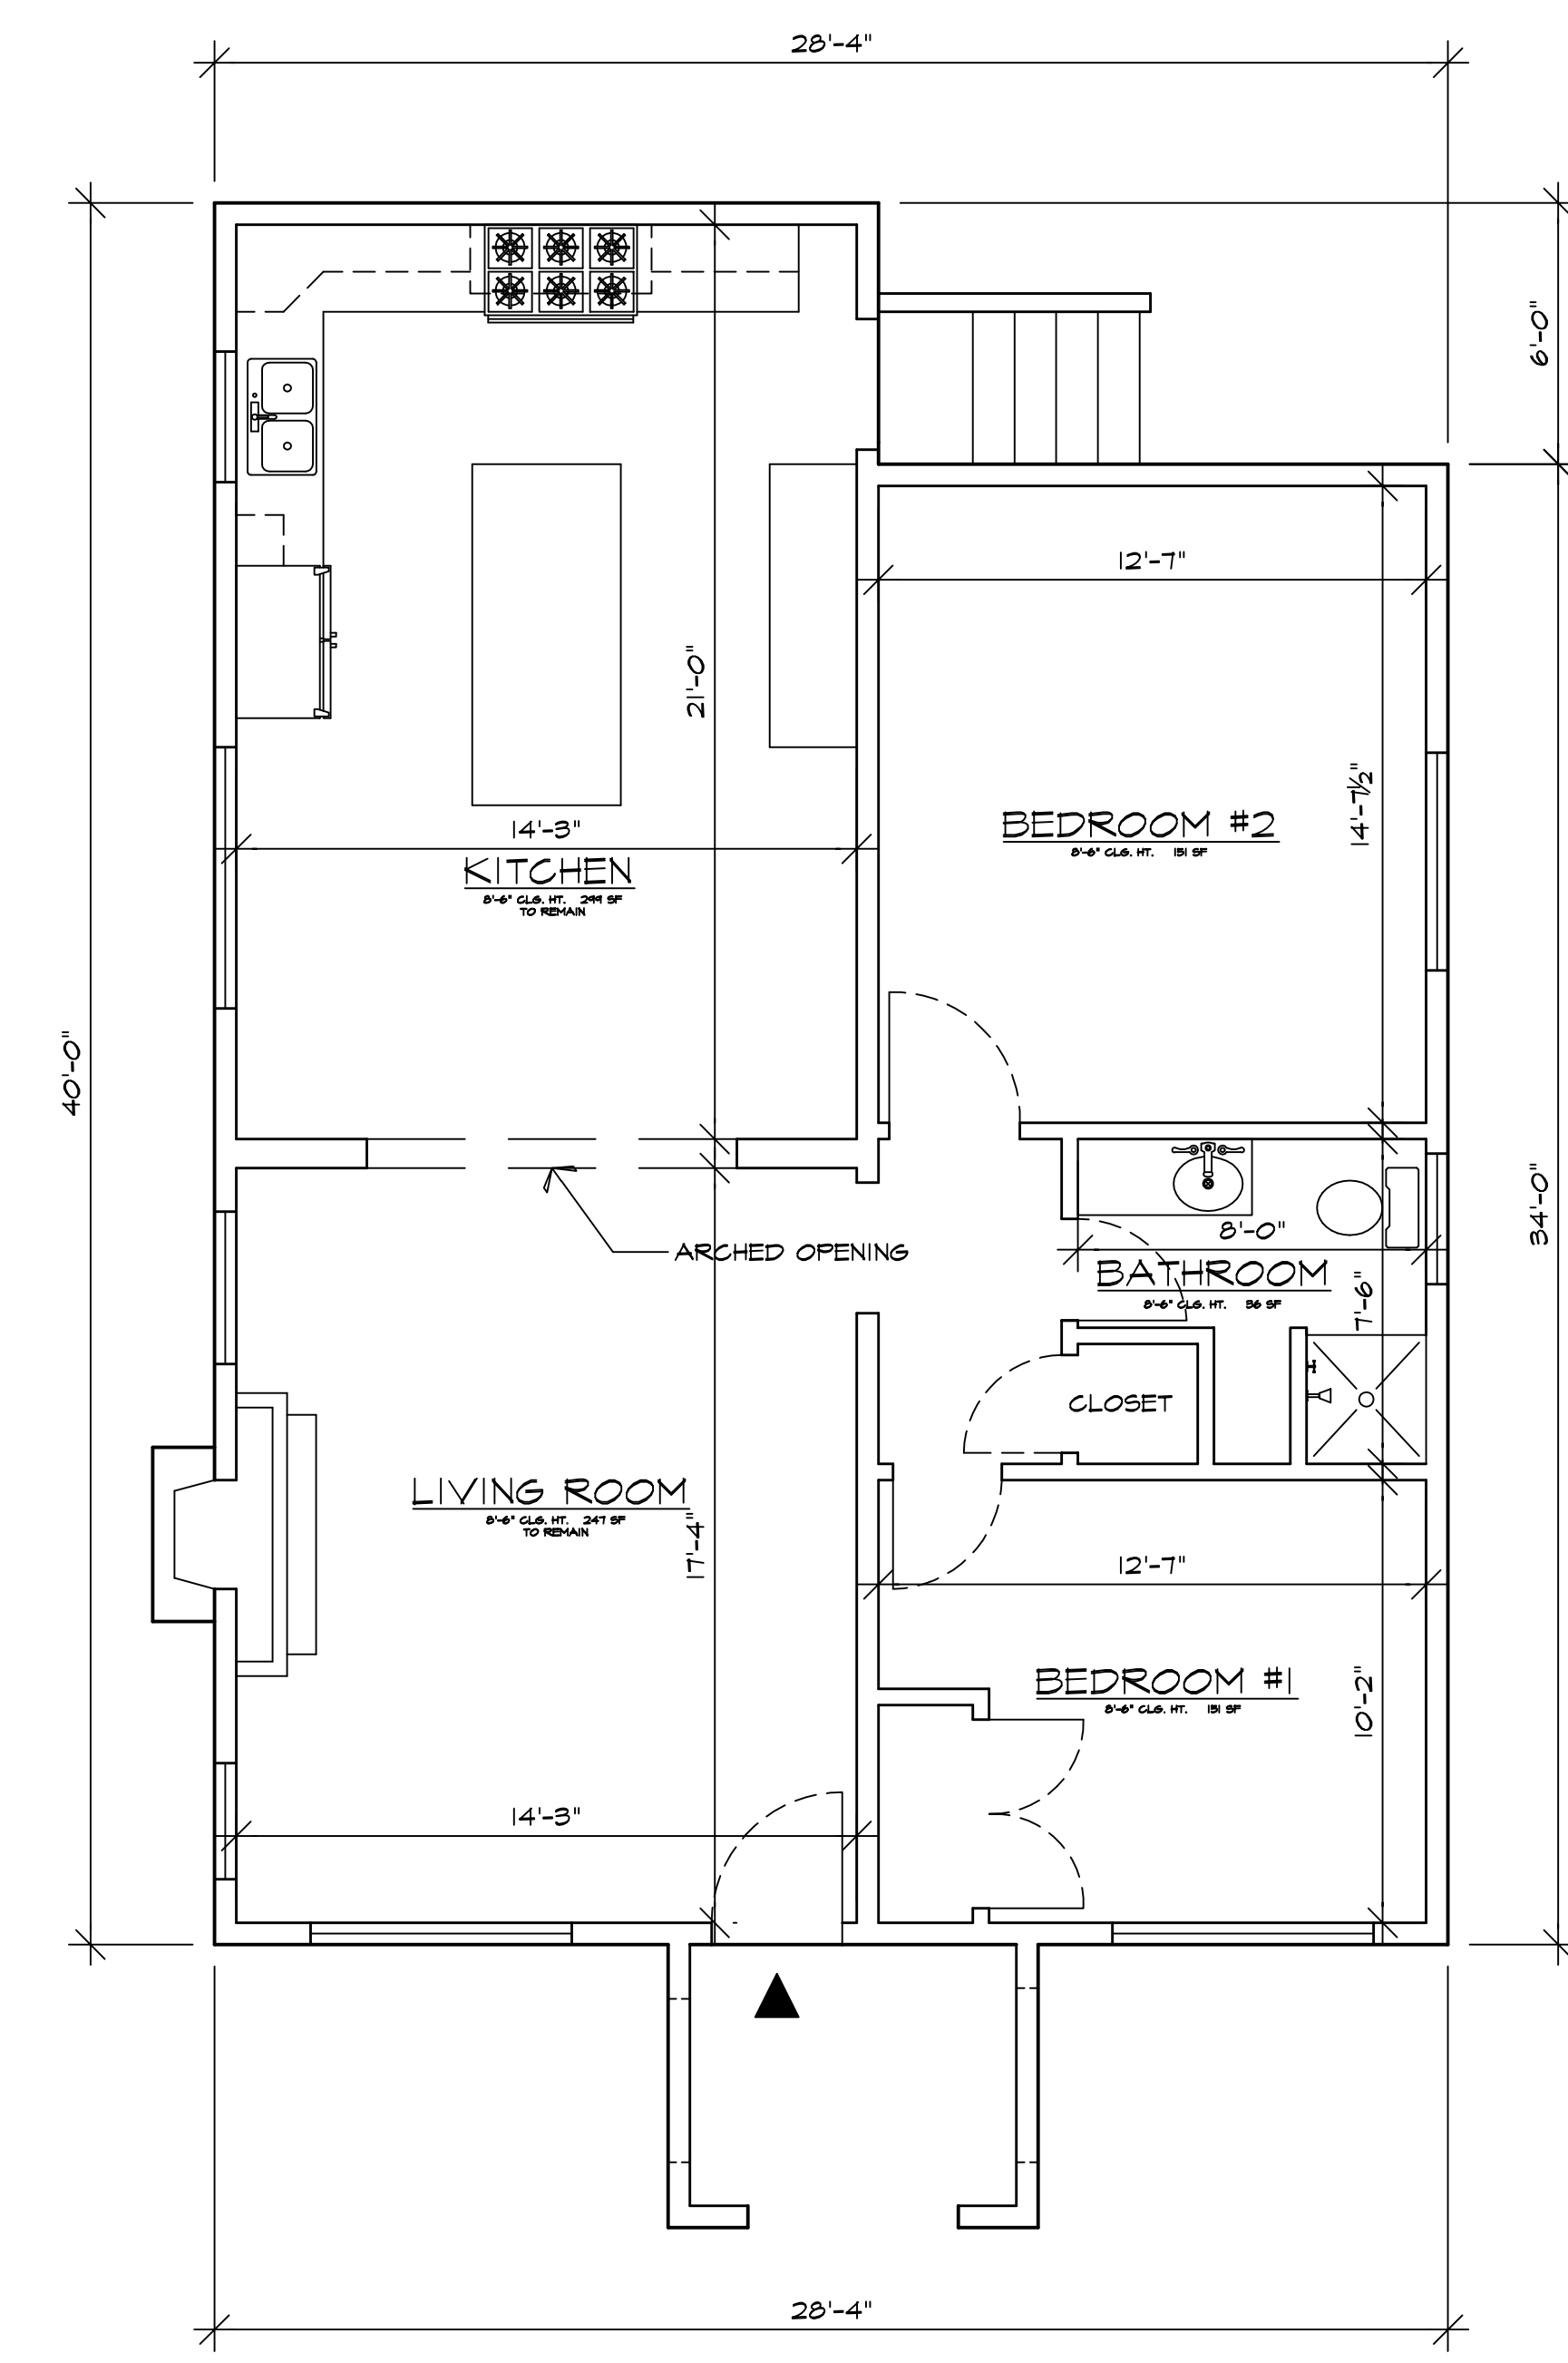 28'-4"
6'-0"
12'-7"
21'-0"
14'-7½"
BEDROOM #2
8'-6" CLG. HT. 151 SF
14'-3"
KITCHEN
8'-6" CLG. HT. 299 SF
TO REMAIN
40'-0"
34'-0"
8'-0"
ARCHED OPENING
BATHROOM
8'-6" CLG. HT. 56 SF
7'-6"
CLOSET
LIVING ROOM
8'-6" CLG. HT. 247 SF
TO REMAIN
17'-4"
12'-7"
BEDROOM #1
8'-6" CLG. HT. 151 SF
10'-2"
14'-3"
28'-4"